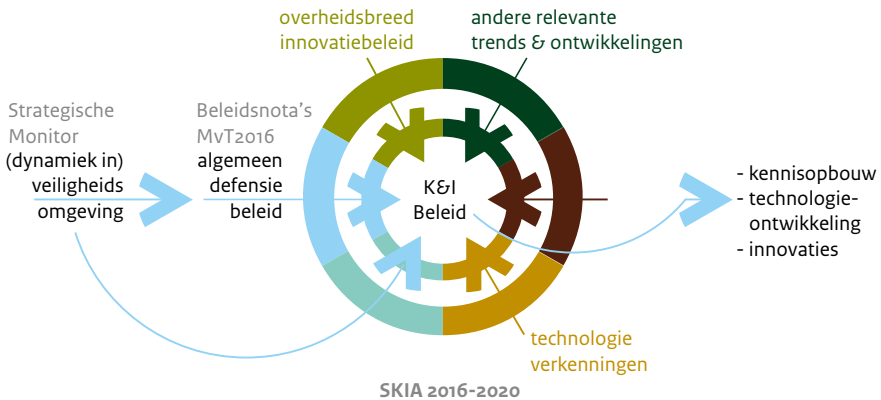 overheidsbreed
innovatiebeleid
andere relevante
trends & ontwikkelingen
Strategische
Monitor
(dynamiek in)
veiligheids
omgeving
Beleidsnota's
MvT2016
algemeen
defensie
beleid
K&I
Beleid
- kennisopbouw
- technologie-
ontwikkeling
- innovaties
technologie
verkenningen
SKIA 2016-2020